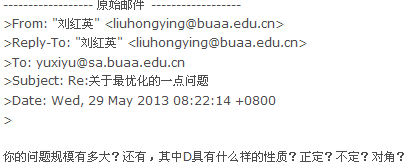 ------------------ 原始邮件 ------------------
>From: "刘红英" <liuhongying@buaa.edu.cn>
>Reply-To: "刘红英" <liuhongying@buaa.edu.cn>
>To: yuxiyu@sa.buaa.edu.cn
>Subject: Re:关于最优化的一点问题
>Date: Wed, 29 May 2013 08:22:14 +0800
>
你的问题规模有多大？还有，其中D具有什么样的性质？正定？不定？对角？